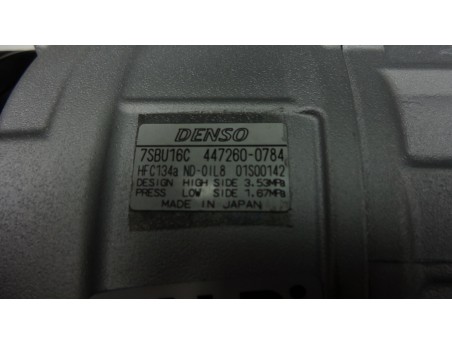 DENSO
7SBU16C 447260-0784
HFC134a ND-OIL8 01S00142
DESIGN HIGH SIDE 3.53MPa
PRESS LOW SIDE 1.67MPa
MADE IN JAPAN